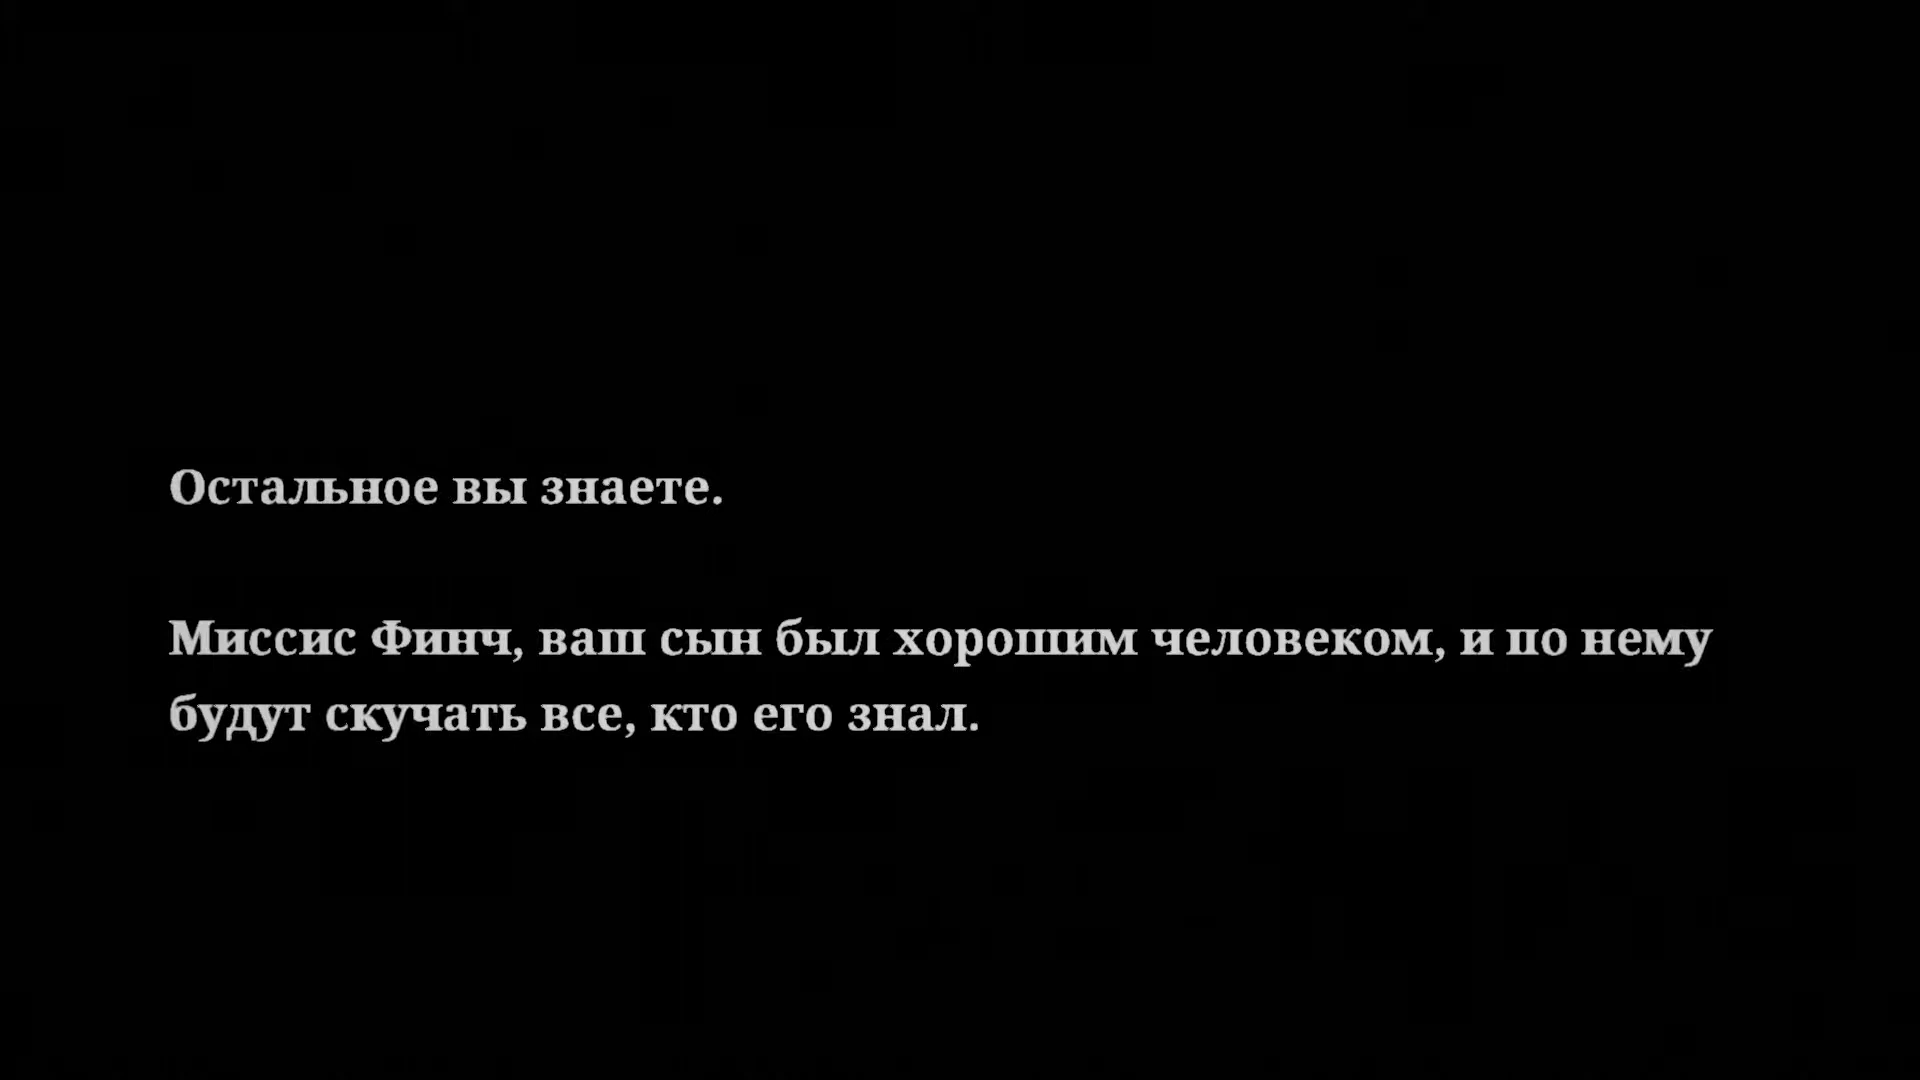 Остальное вы знаете.
Миссис Финч, ваш сын был хорошим человеком, и по нему
будут скучать все, кто его знал.